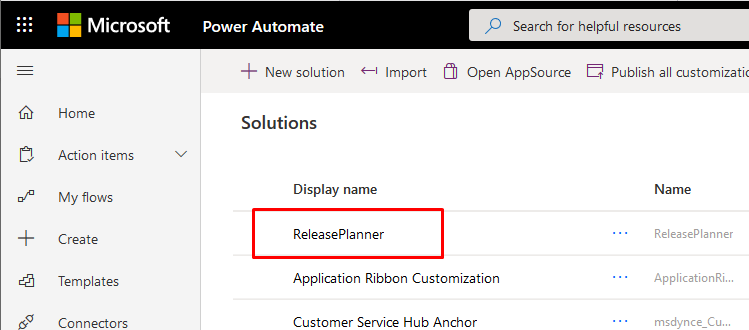 Microsoft Power Automate Search for helpful resources
New solution Import Open AppSource Publish all customizatio
Home
Action items
My flows
Create
Templates
Connectors
Solutions
Display name Name
ReleasePlanner ··· ReleasePlanner
Application Ribbon Customization ··· ApplicationRi...
Customer Service Hub Anchor ··· msdynce_Cu...